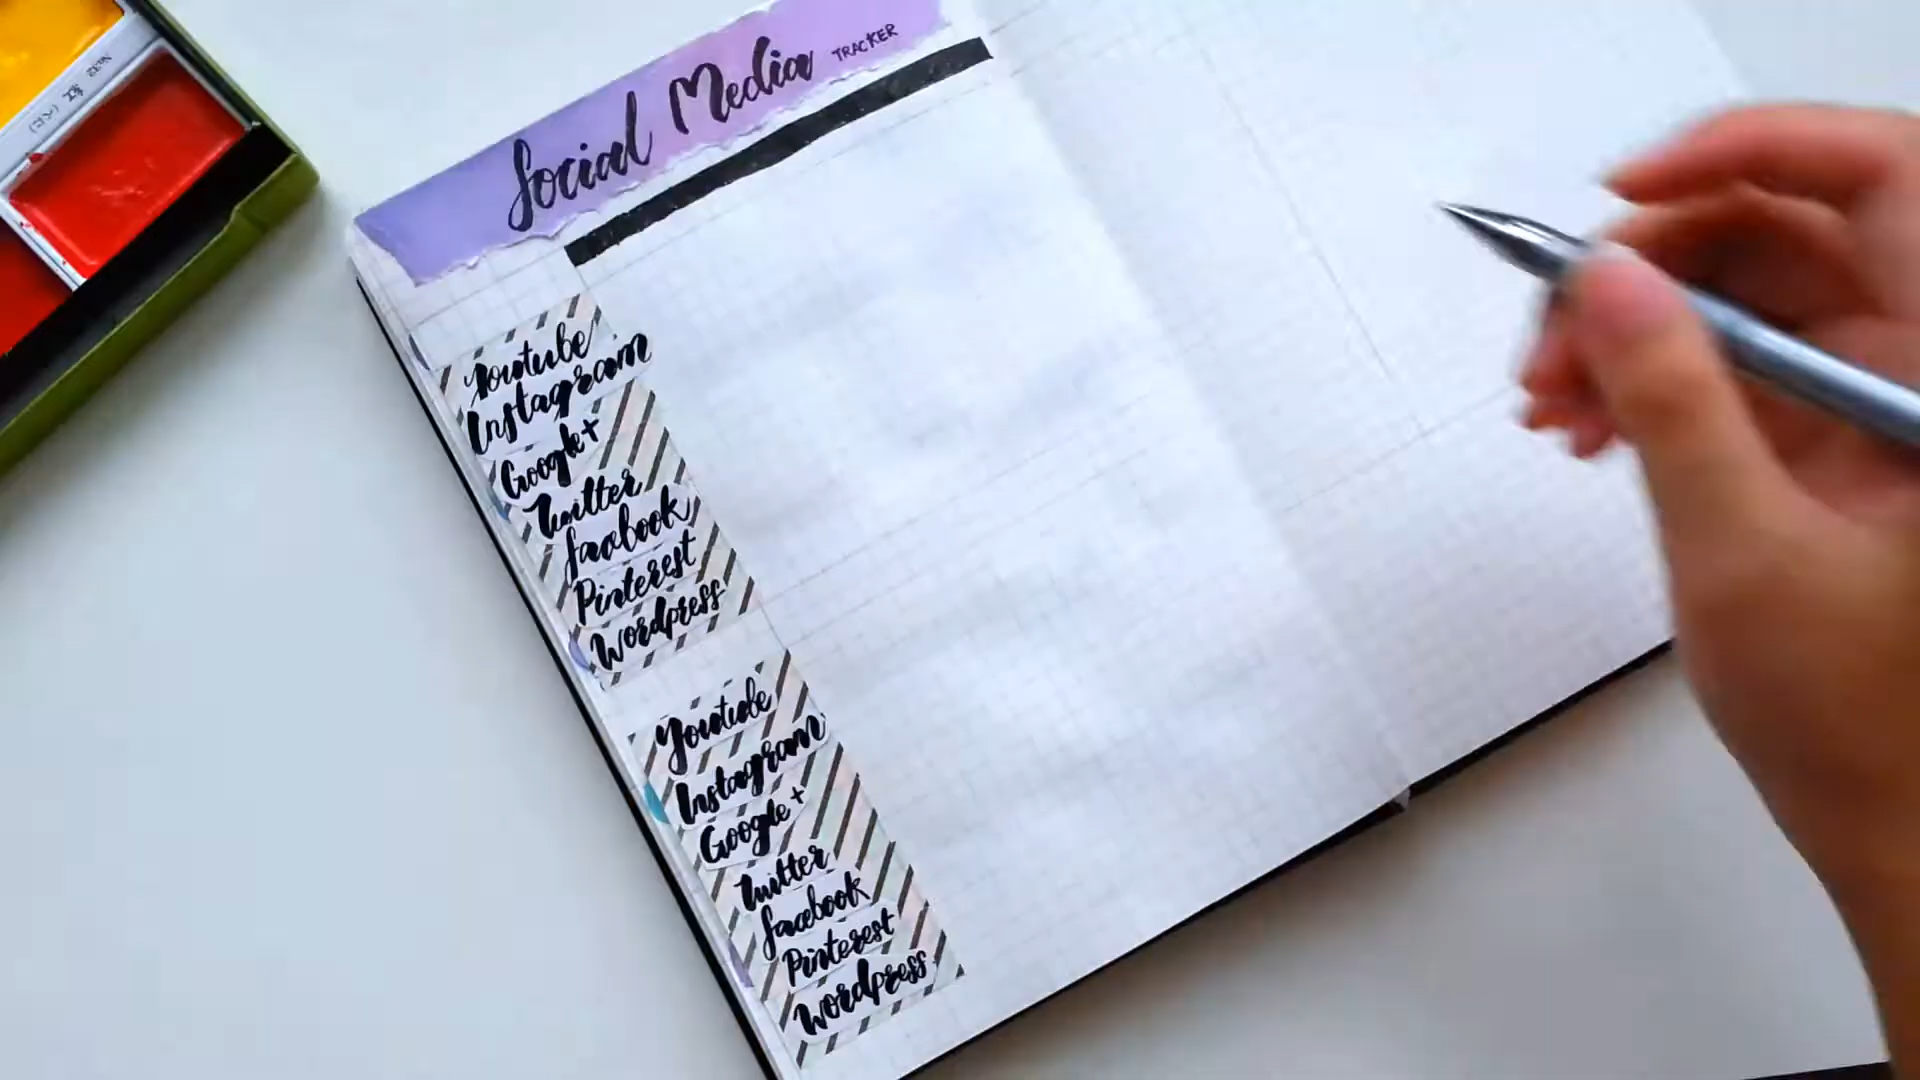 Social Media TRACKER
Youtube
Instagram
Google+
Twitter
facebook
Pinterest
Wordpress
Youtube
Instagram
Google+
Twitter
facebook
Pinterest
Wordpress